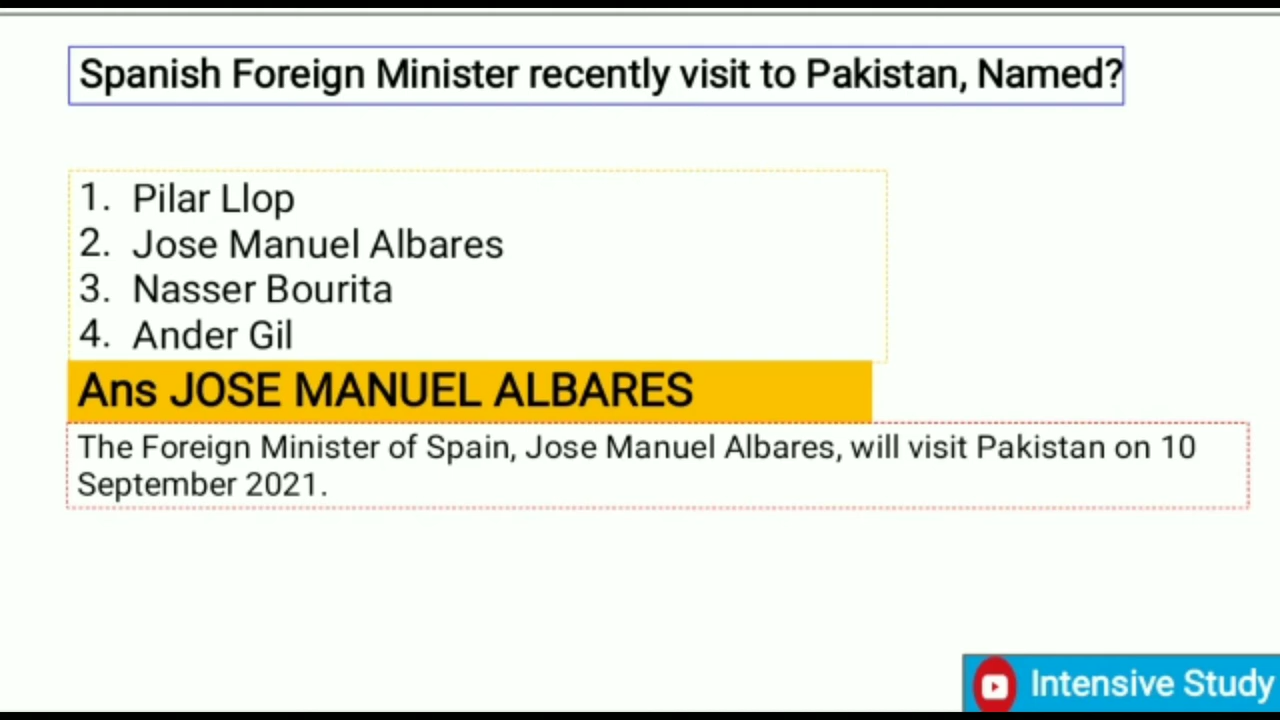 Spanish Foreign Minister recently visit to Pakistan, Named?
1. Pilar Llop
2. Jose Manuel Albares
3. Nasser Bourita
4. Ander Gil
Ans JOSE MANUEL ALBARES
The Foreign Minister of Spain, Jose Manuel Albares, will visit Pakistan on 10
September 2021.
Intensive Study